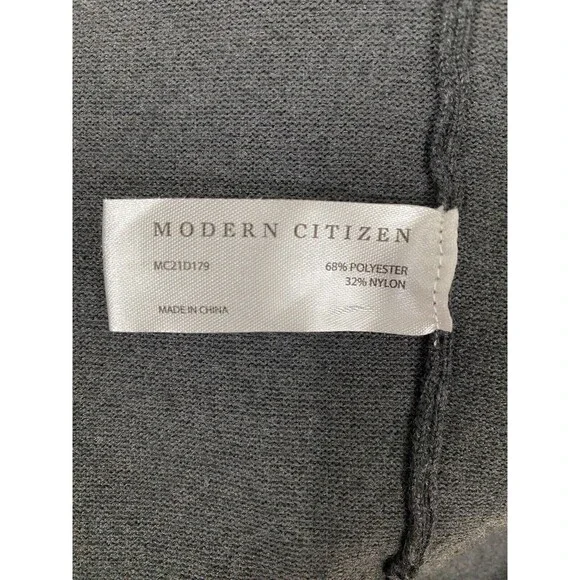 MODERN CITIZEN
MC21D179
68% POLYESTER
32% NYLON
MADE IN CHINA